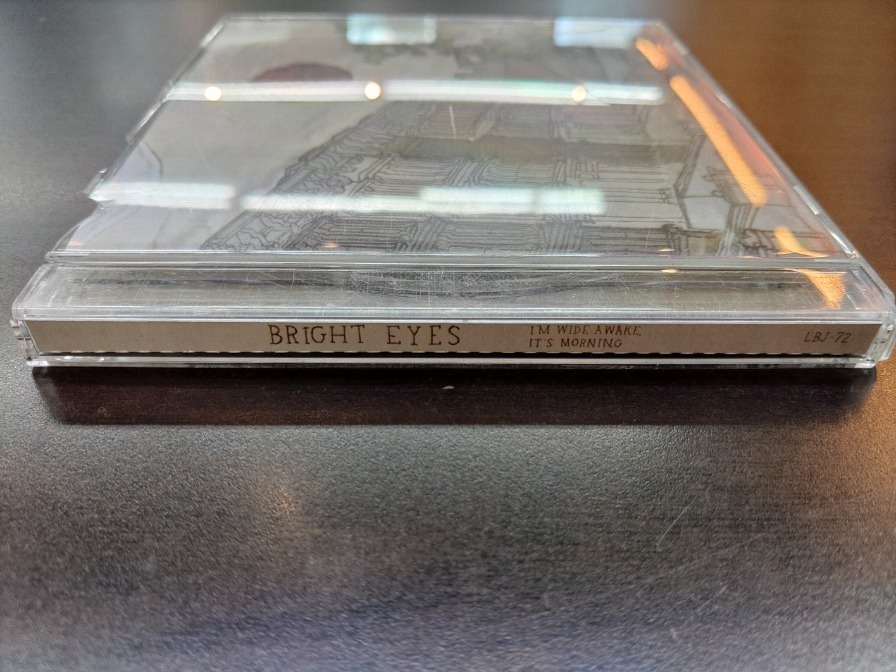 BRIGHT EYES
I'M WIDE AWAKE,
IT'S MORNING
LBJ-72